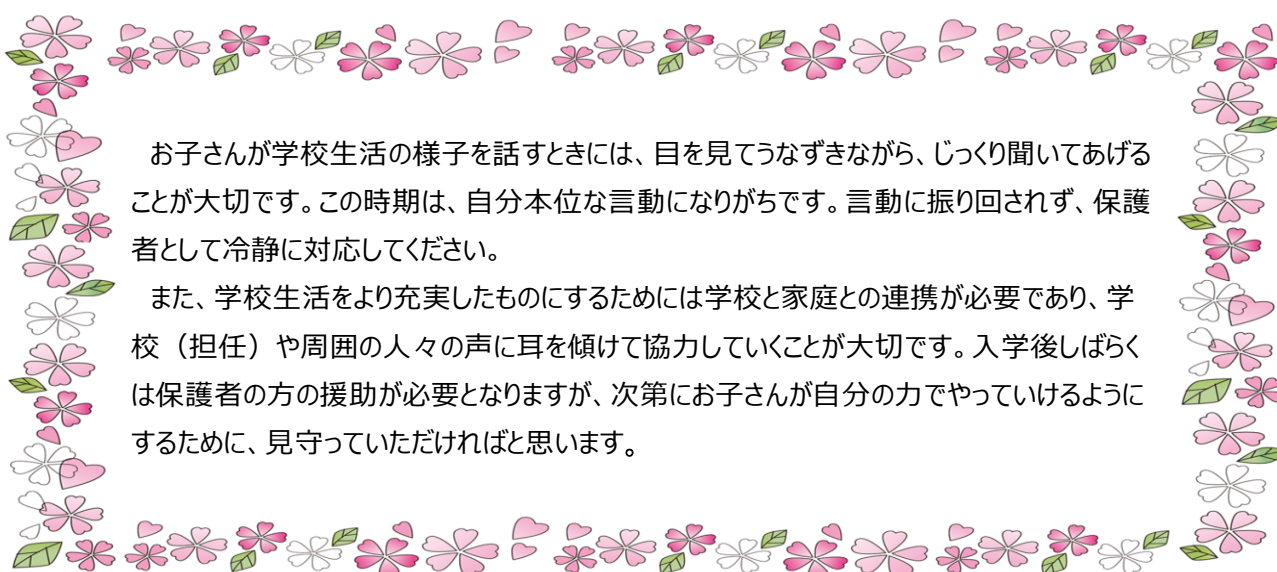 お子さんが学校生活の様子を話すときには、目を見てうなずきながら、じっくり聞いてあげる
ことが大切です。この時期は、自分本位な言動になりがちです。言動に振り回されず、保護
者として冷静に対応してください。
また、学校生活をより充実したものにするためには学校と家庭との連携が必要であり、学
校（担任）や周囲の人々の声に耳を傾けて協力していくことが大切です。入学後しばらく
は保護者の方の援助が必要となりますが、次第にお子さんが自分の力でやっていけるように
するために、見守っていただければと思います。